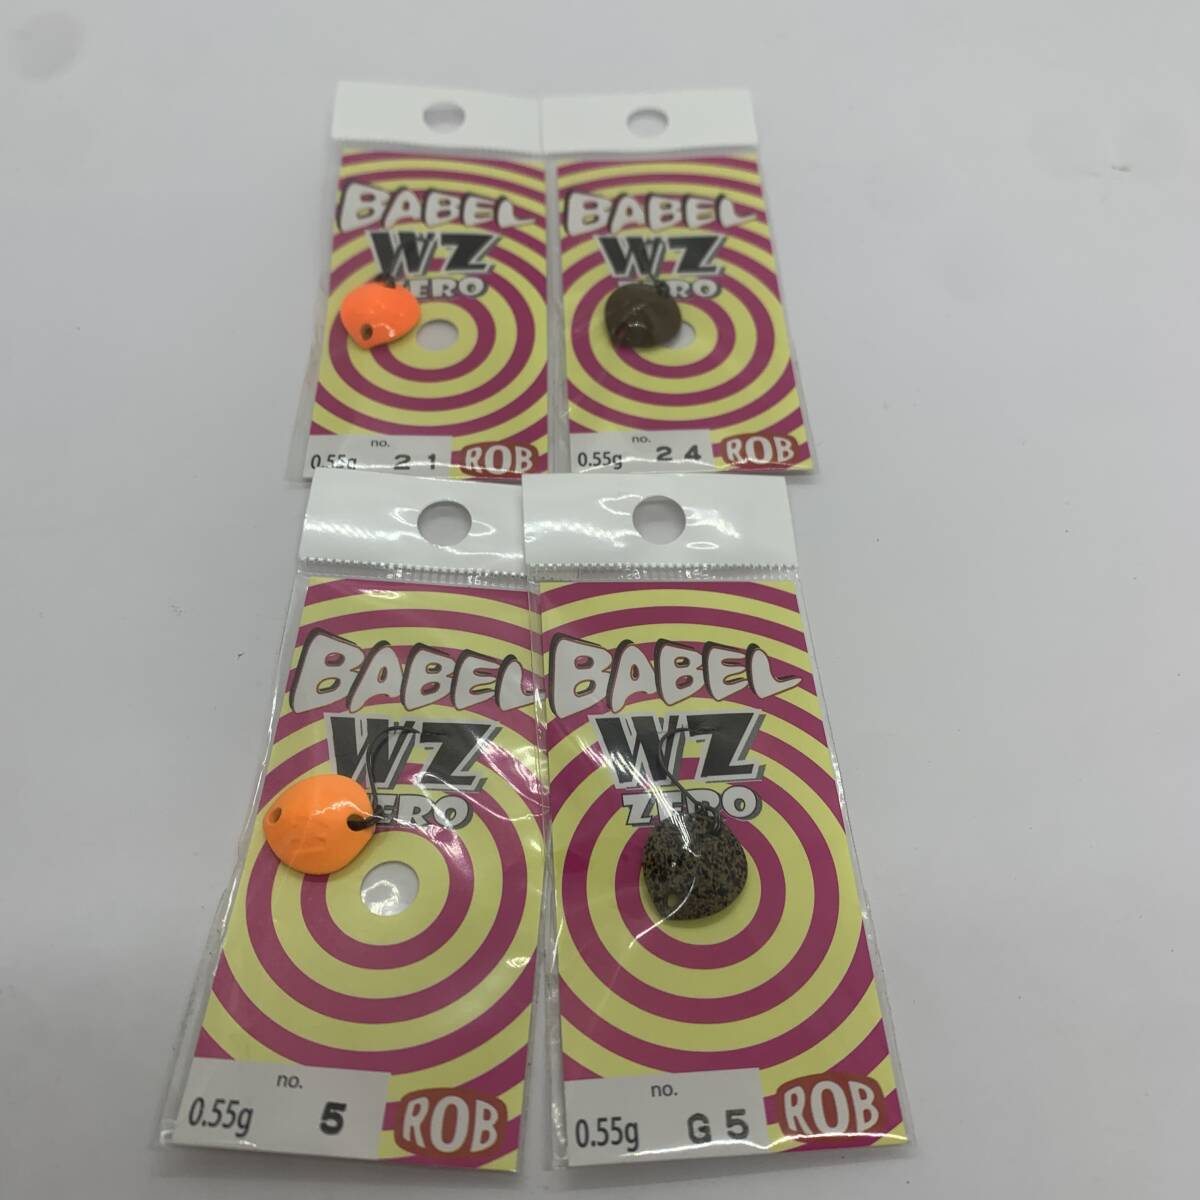 BABEL
WZ
ZERO
no.
0.55g 21 ROB
BABEL
WZ
ZERO
no.
0.55g 24 ROB
BABEL
WZ
ZERO
no.
0.55g 5 ROB
BABEL
WZ
ZERO
no.
0.55g G5 ROB